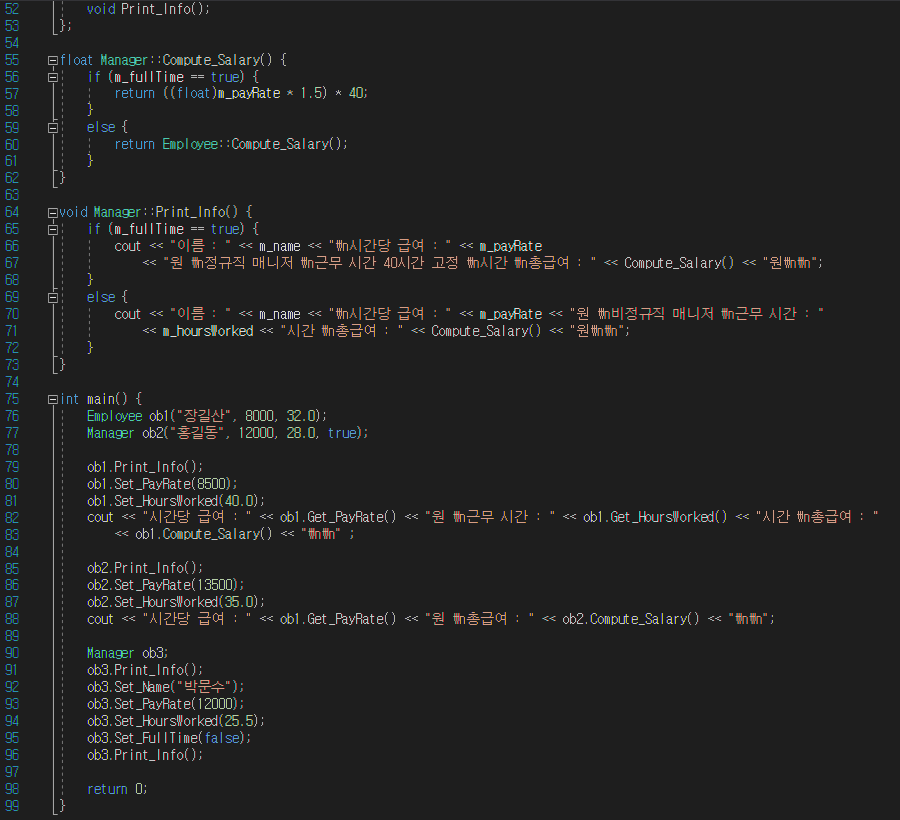 52 void Print_Info();
53 };
54
55 float Manager::Compute_Salary() {
56 if (m_fullTime == true) {
57 return ((float)m_payRate * 1.5) * 40;
58 }
59 else {
60 return Employee::Compute_Salary();
61 }
62 }
63
64 void Manager::Print_Info() {
65 if (m_fullTime == true) {
66 cout << "이름 : " << m_name << "₩n시간당 급여 : " << m_payRate
67 << "원 ₩n정규직 매니저 ₩n근무 시간 40시간 고정 ₩n시간 ₩n총급여 : " << Compute_Salary() << "원₩n₩n";
68 }
69 else {
70 cout << "이름 : " << m_name << "₩n시간당 급여 : " << m_payRate << "원 ₩n비정규직 매니저 ₩n근무 시간 : "
71 << m_hoursWorked << "시간 ₩n총급여 : " << Compute_Salary() << "원₩n₩n";
72 }
73 }
74
75 int main() {
76 Employee ob1("장길산", 8000, 32.0);
77 Manager ob2("홍길동", 12000, 28.0, true);
78
79 ob1.Print_Info();
80 ob1.Set_PayRate(8500);
81 ob1.Set_HoursWorked(40.0);
82 cout << "시간당 급여 : " << ob1.Get_PayRate() << "원 ₩n근무 시간 : " << ob1.Get_HoursWorked() << "시간 ₩n총급여 : "
83 << ob1.Compute_Salary() << "₩n₩n" ;
84
85 ob2.Print_Info();
86 ob2.Set_PayRate(13500);
87 ob2.Set_HoursWorked(35.0);
88 cout << "시간당 급여 : " << ob1.Get_PayRate() << "원 ₩n총급여 : " << ob2.Compute_Salary() << "₩n₩n";
89
90 Manager ob3;
91 ob3.Print_Info();
92 ob3.Set_Name("박문수");
93 ob3.Set_PayRate(12000);
94 ob3.Set_HoursWorked(25.5);
95 ob3.Set_FullTime(false);
96 ob3.Print_Info();
97
98 return 0;
99 }